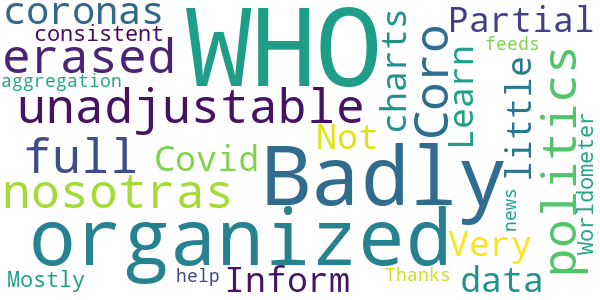 coronas
consistent
erased
aggregation
unadjustable
full
nosotras
organized
Mostly
help
WHO
Covid
Not
Badly
Inform
Thanks
charts
Coro
Learn
Partial
feeds
little
politics
Worldometer
news
Very
data